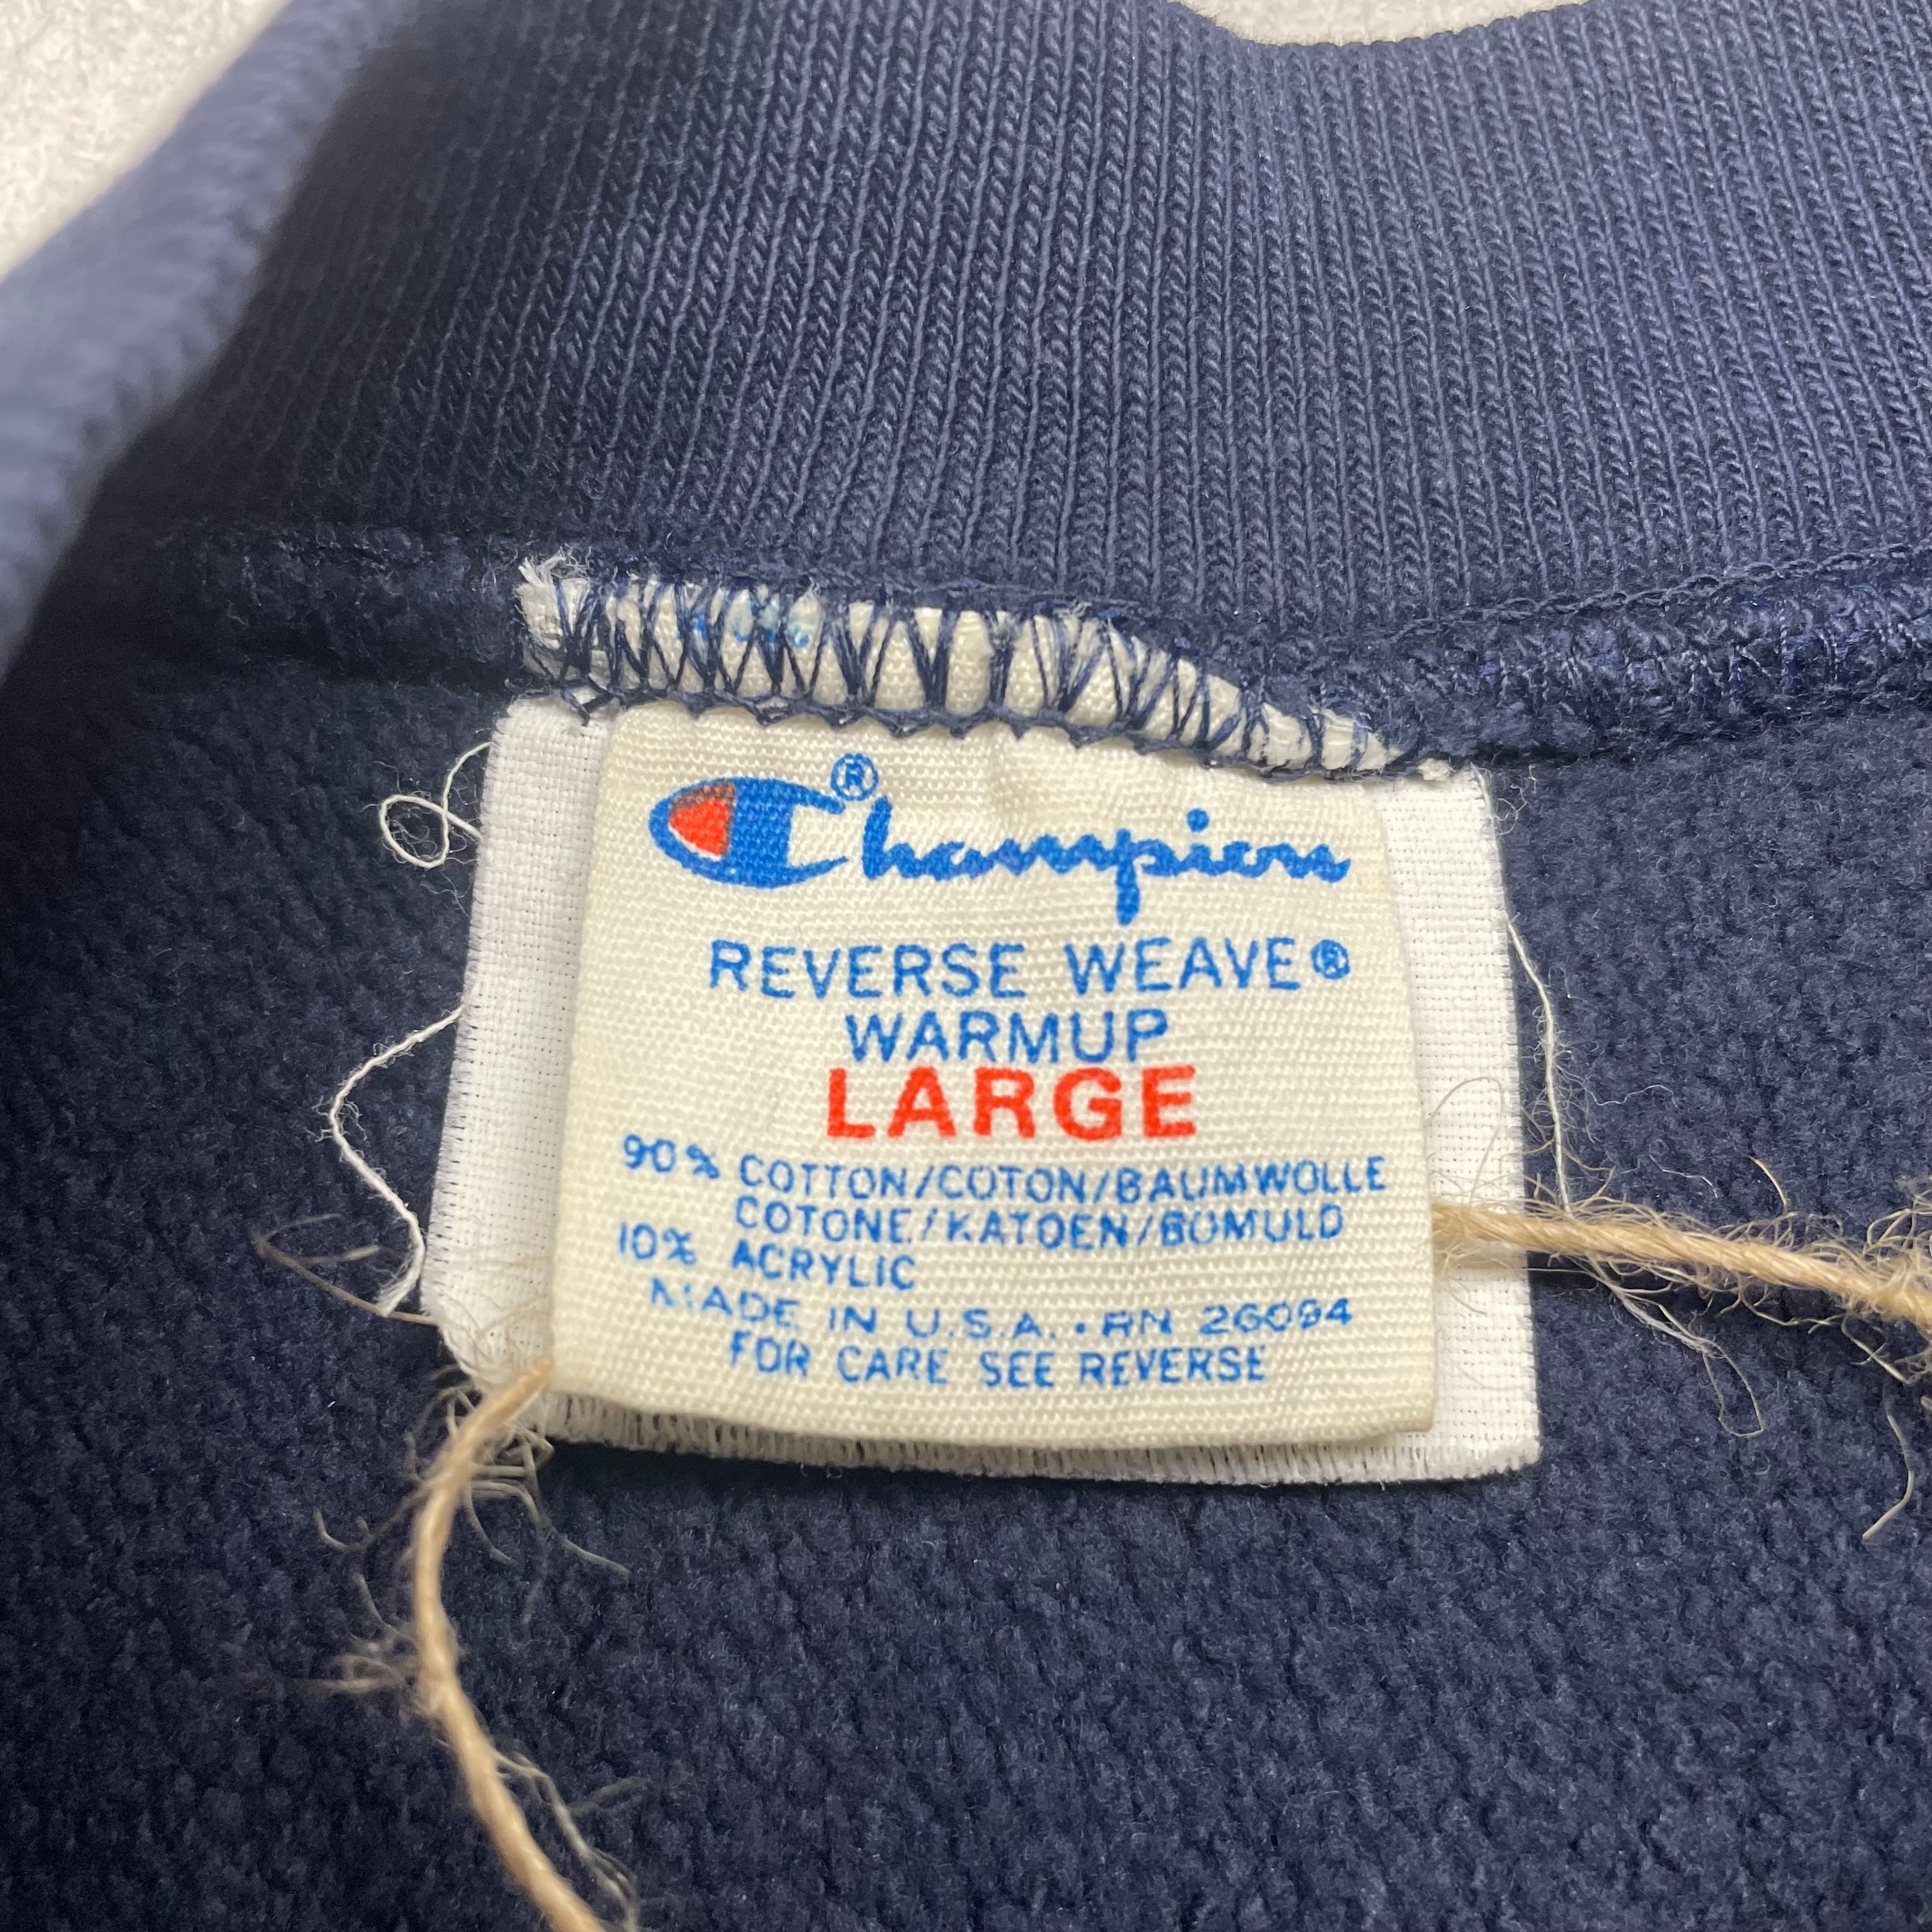 Champion®
REVERSE WEAVE®
WARMUP
LARGE
90% COTTON/COTON/BAUMWOLLE
COTONE/KATOEN/BOMULD
10% ACRYLIC
MADE IN U.S.A. • RN 26094
FOR CARE SEE REVERSE